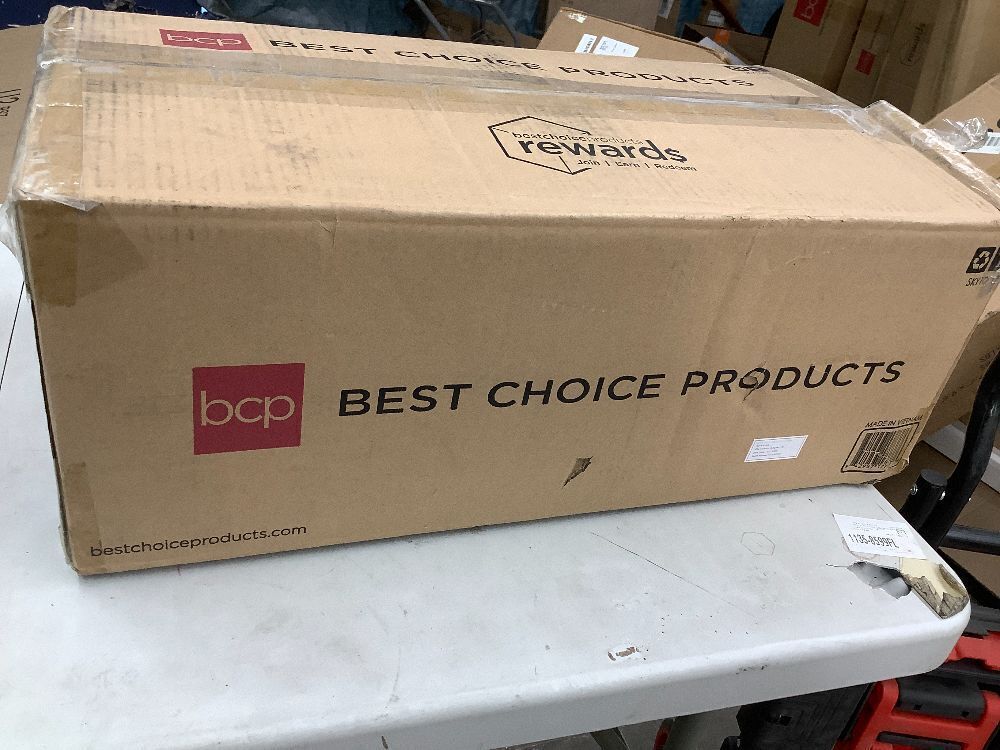 bcp BEST CHOICE PRODUCTS
bestchoiceproducts
rewards
Join | Earn | Redeem
bcp BEST CHOICE PRODUCTS
MADE IN VIETNAM
bestchoiceproducts.com